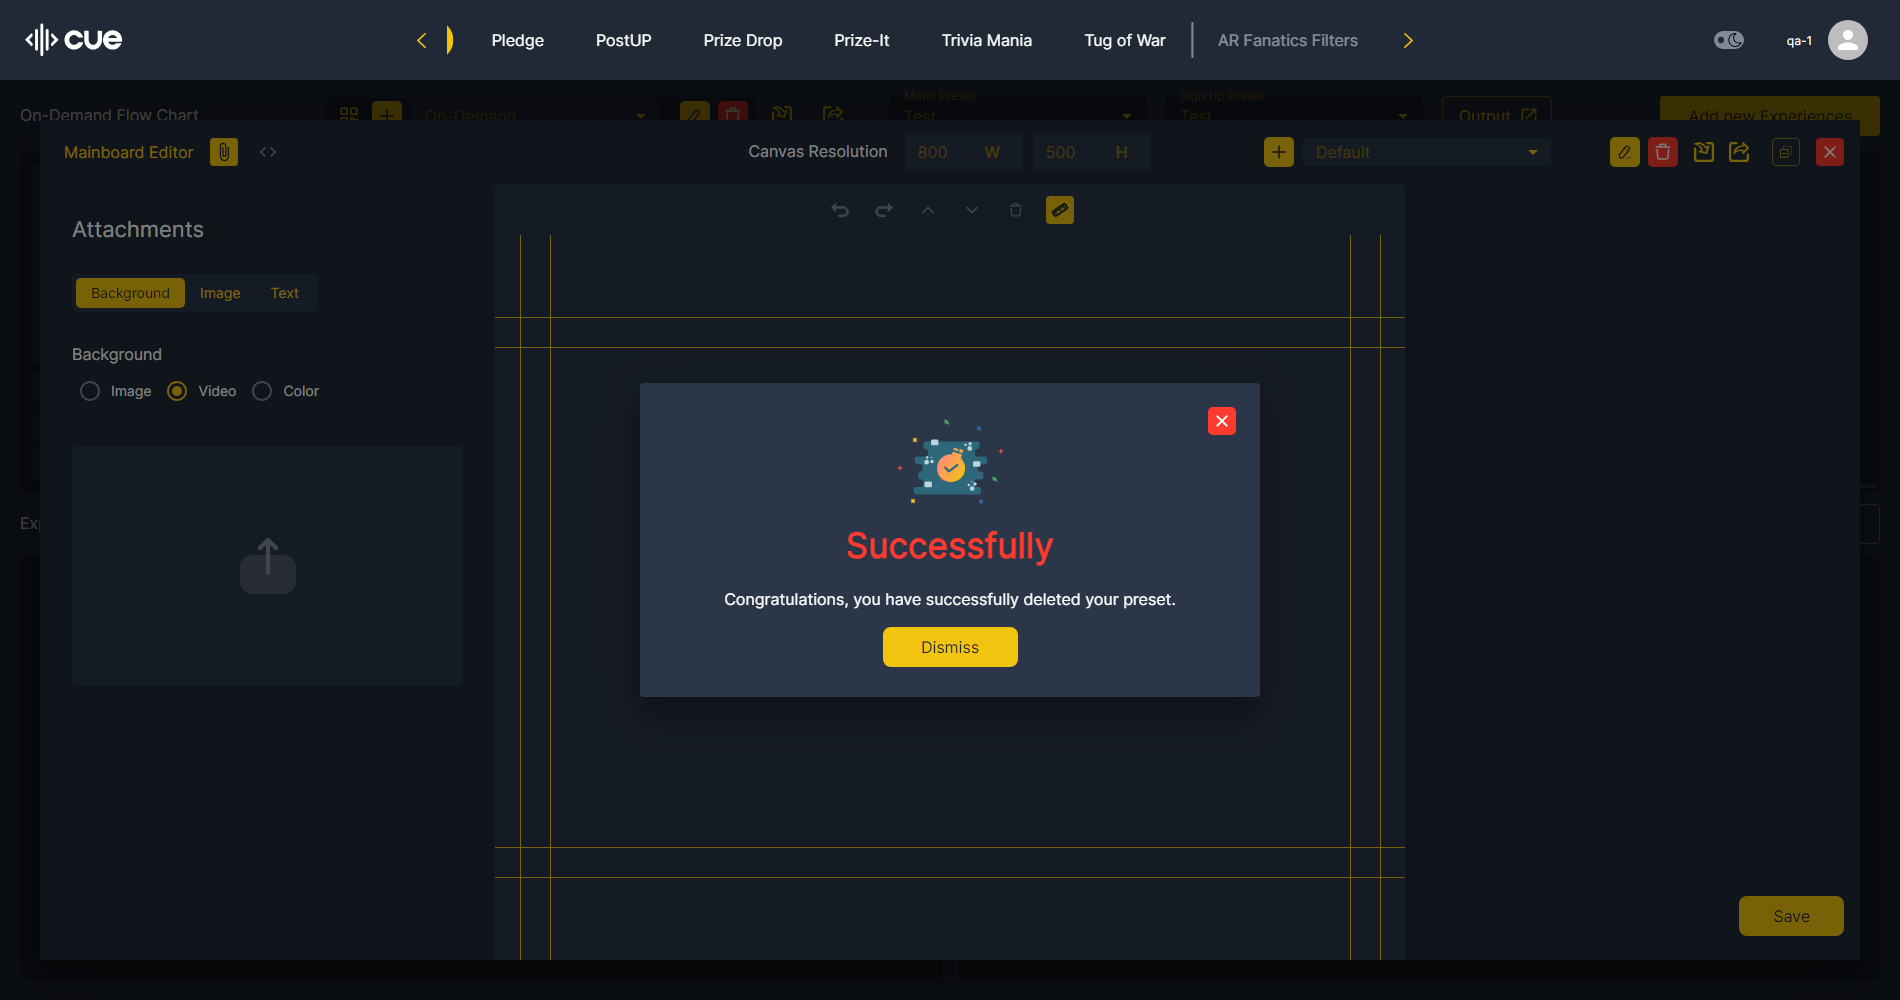 cue
Pledge
PostUP
Prize Drop
Prize-It
Trivia Mania
Tug of War
AR Fanatics Filters
qa-1
On-Demand Flow Chart
On-Demand
Menu Preset
Test
Sign Up Preset
Test
Output
Add new Experiences
Mainboard Editor
Canvas Resolution
800 W
500 H
Default
Attachments
Background
Image
Text
Background
Image
Video
Color
Exp
Successfully
Congratulations, you have successfully deleted your preset.
Dismiss
Save